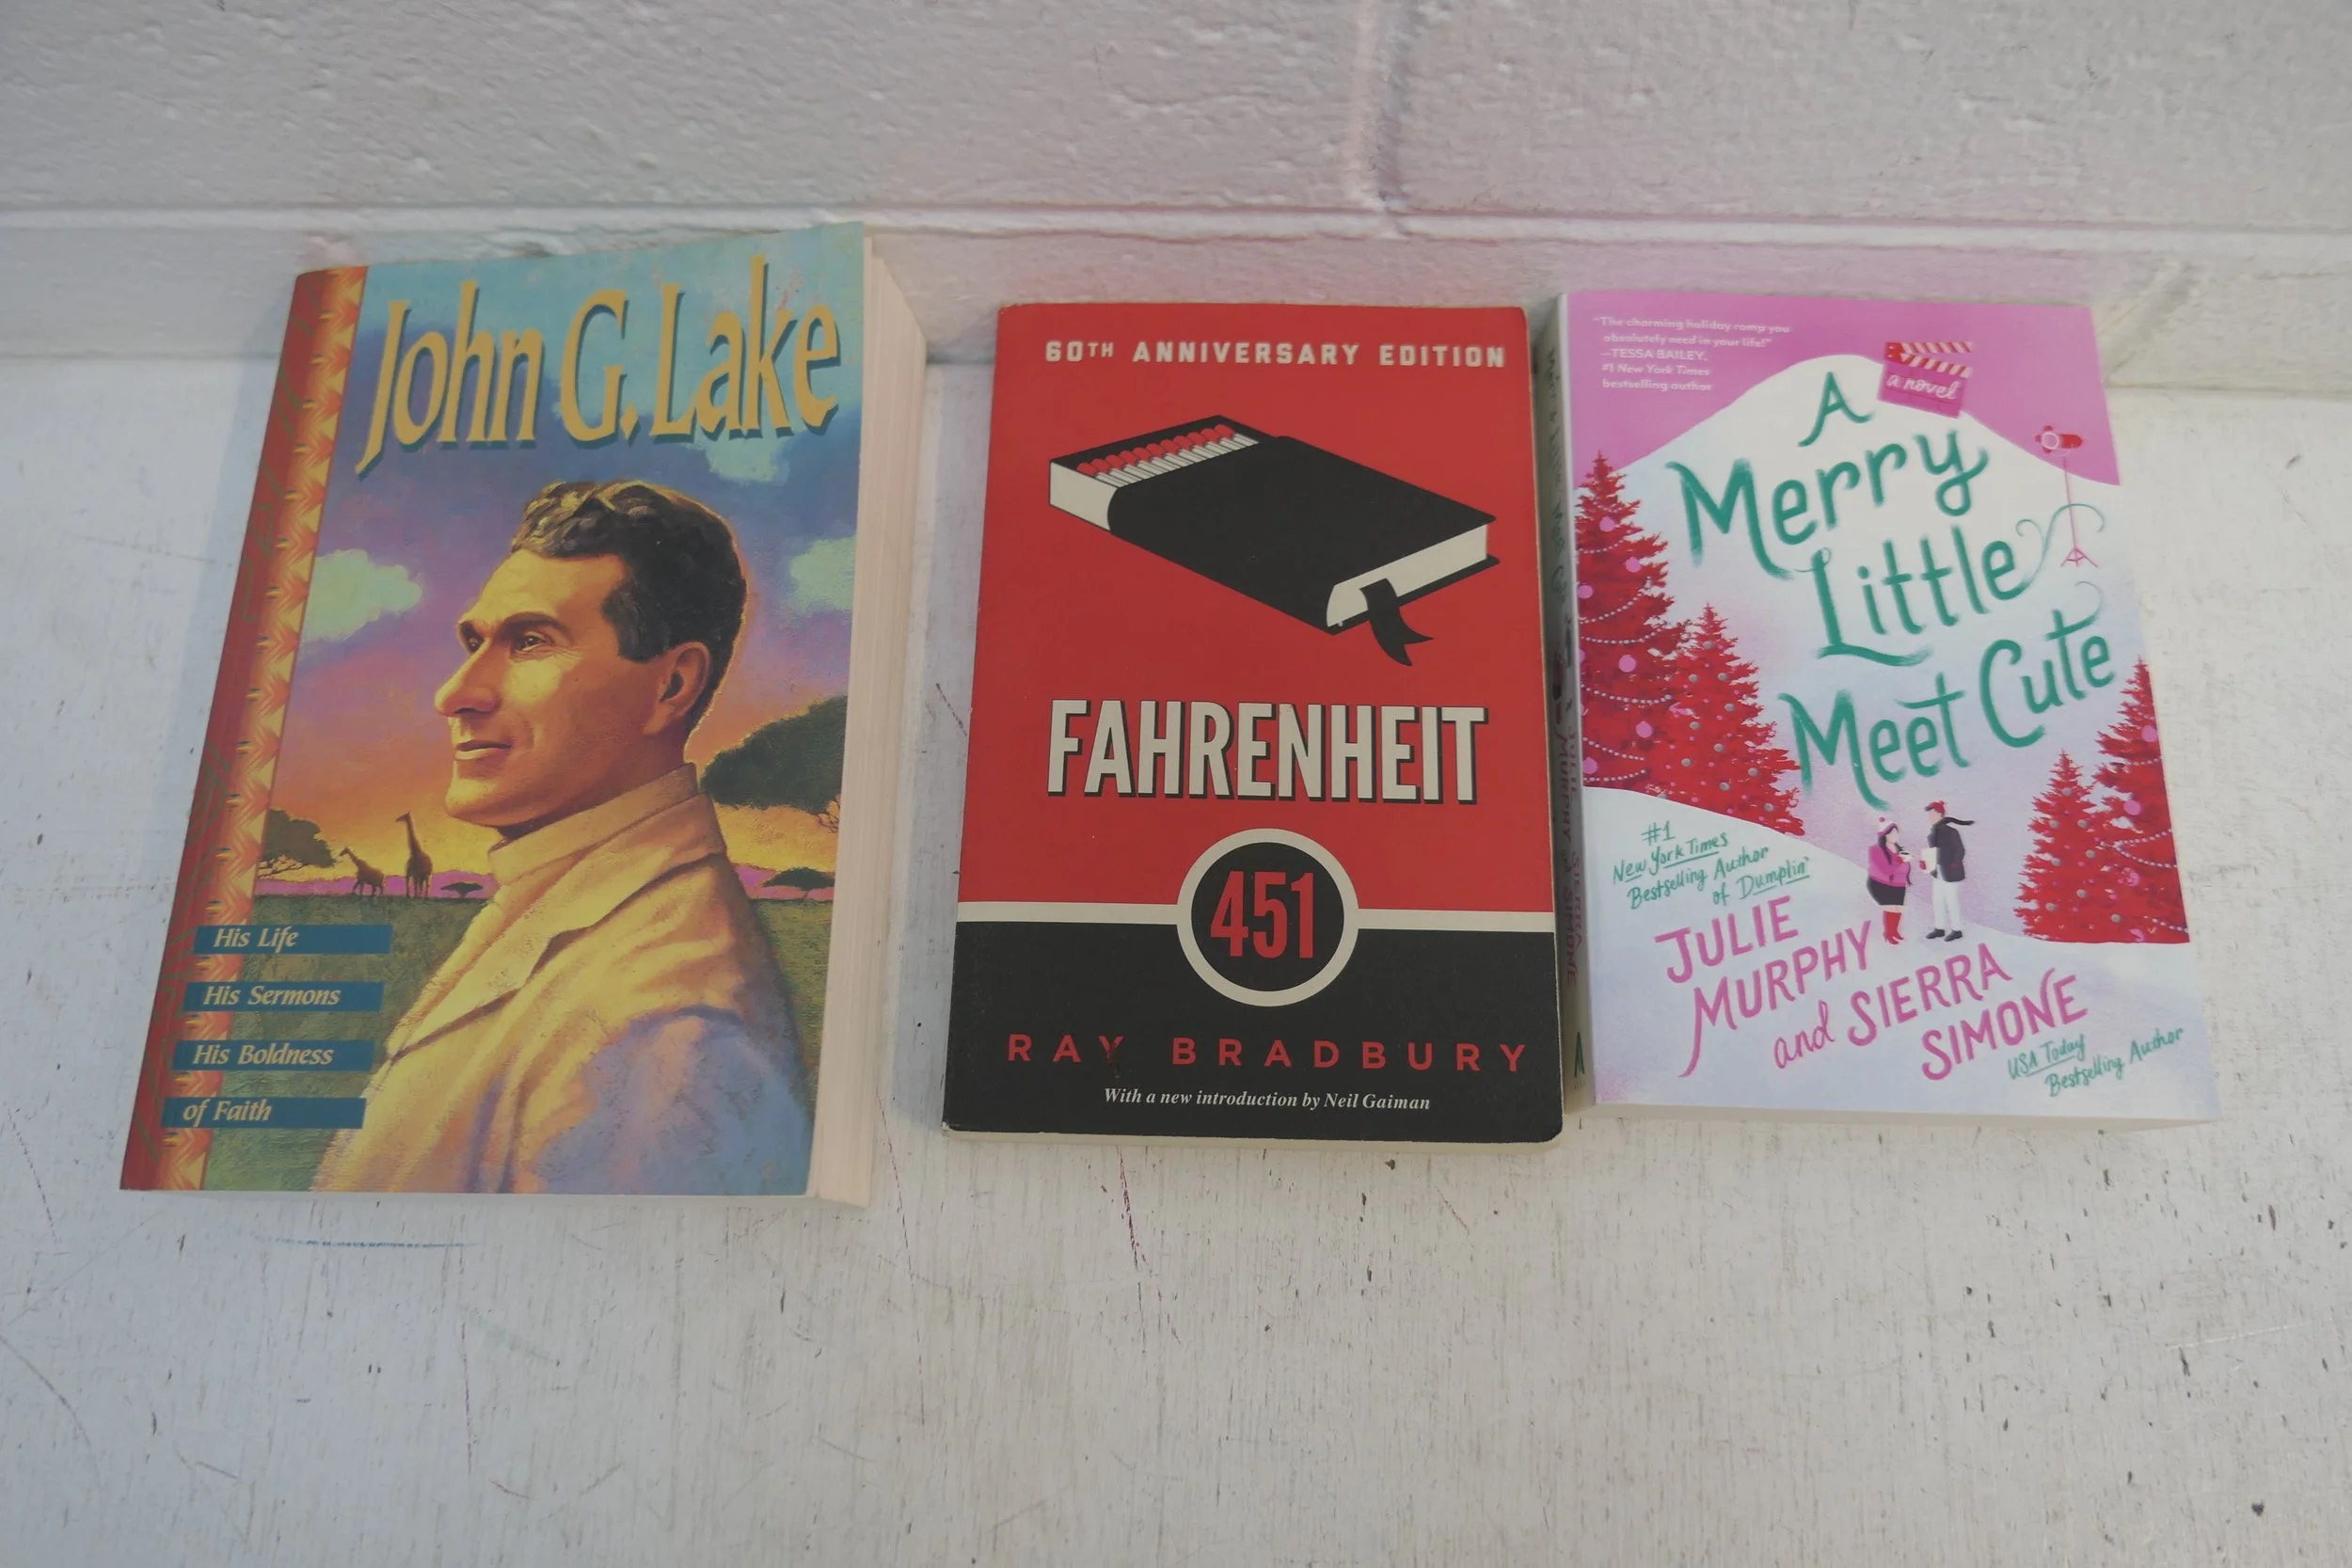 John G. Lake
His Life
His Sermons
His Boldness
of Faith
60TH ANNIVERSARY EDITION
FAHRENHEIT
451
RAY BRADBURY
With a new introduction by Neil Gaiman
"The charming holiday romp you
absolutely need in your life!"
—TESSA BAILEY,
#1 New York Times
bestselling author
a novel
A
Merry
Little
Meet Cute
#1
New York Times
Bestselling Author
of Dumplin'
JULIE
MURPHY
and SIERRA
SIMONE
USA Today
Bestselling Author